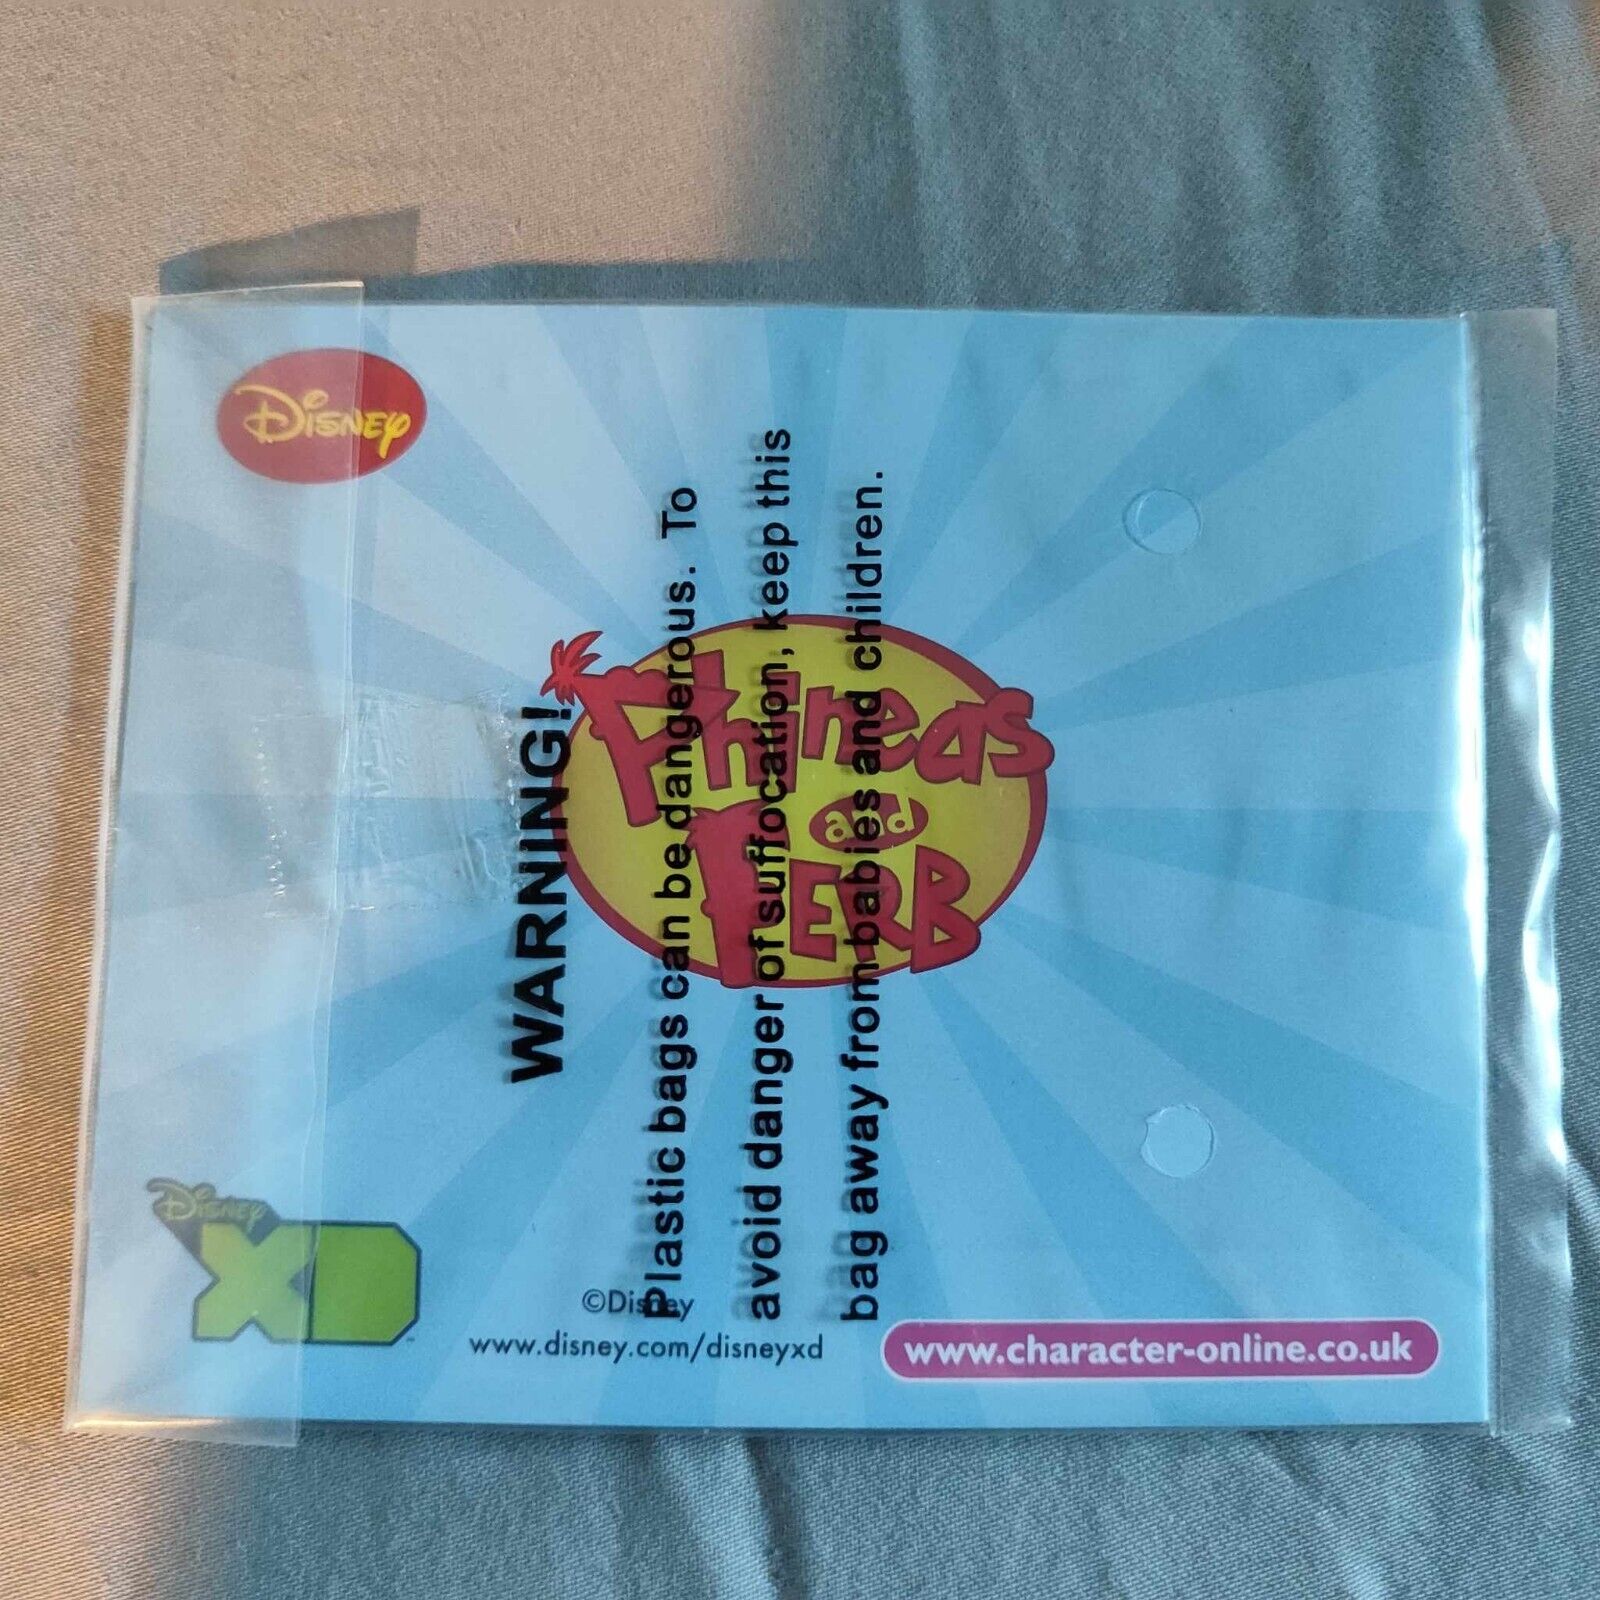 Disney
WARNING!
Plastic bags can be dangerous. To
avoid danger of suffocation, keep this
bag away from babies and children.
Phineas
and
Ferb
Disney
XD
™
©Disney
www.disney.com/disneyxd
www.character-online.co.uk